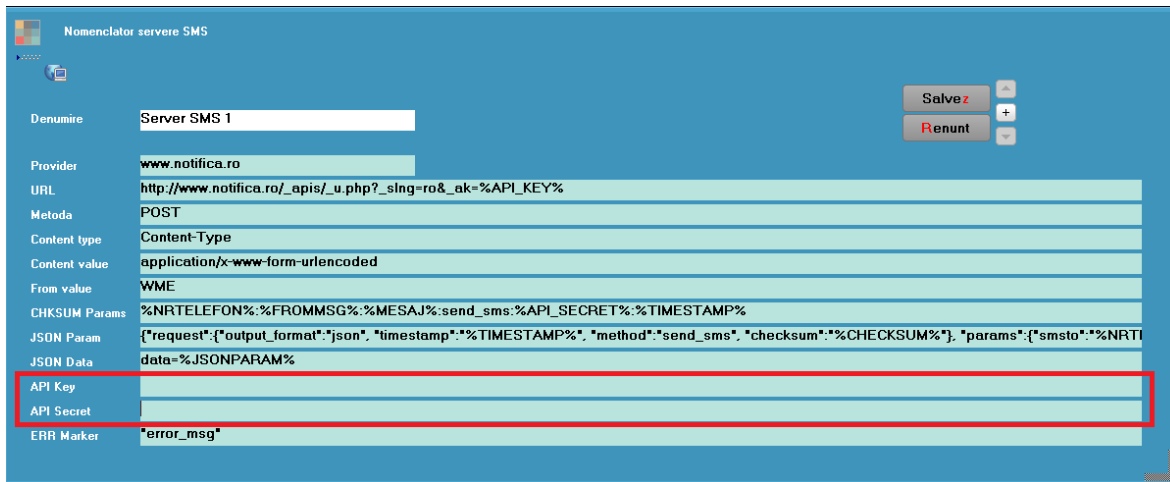 Nomenclator servere SMS
Salvez
Denumire Server SMS 1
+
Renunt
Provider www.notifica.ro
URL http://www.notifica.ro/_apis/_u.php?_slng=ro&_ak=%API_KEY%
Metoda POST
Content type Content-Type
Content value application/x-www-form-urlencoded
From value WME
CHKSUM Params %NRTELEFON%:%FROMMSG%:%MESAJ%:send_sms:%API_SECRET%:%TIMESTAMP%
JSON Param {"request":{"output_format":"json", "timestamp":"%TIMESTAMP%", "method":"send_sms", "checksum":"%CHECKSUM%"}, "params":{"smsto":"%NRT
JSON Data data=%JSONPARAM%
API Key
API Secret
ERR Marker "error_msg"